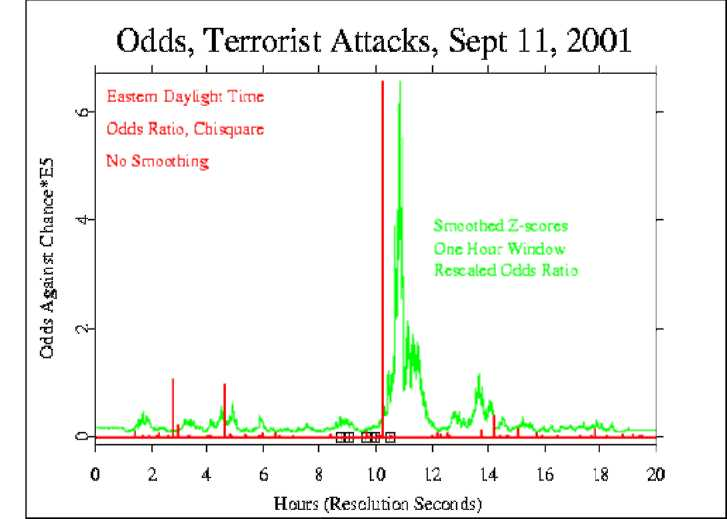 Odds, Terrorist Attacks, Sept 11, 2001
Eastern Daylight Time
Odds Ratio, Chisquare
No Smoothing
Smoothed Z-scores
One Hour Window
Rescaled Odds Ratio
Odds Against Chance*E5
6
4
2
0
0 2 4 6 8 10 12 14 16 18 20
Hours (Resolution Seconds)